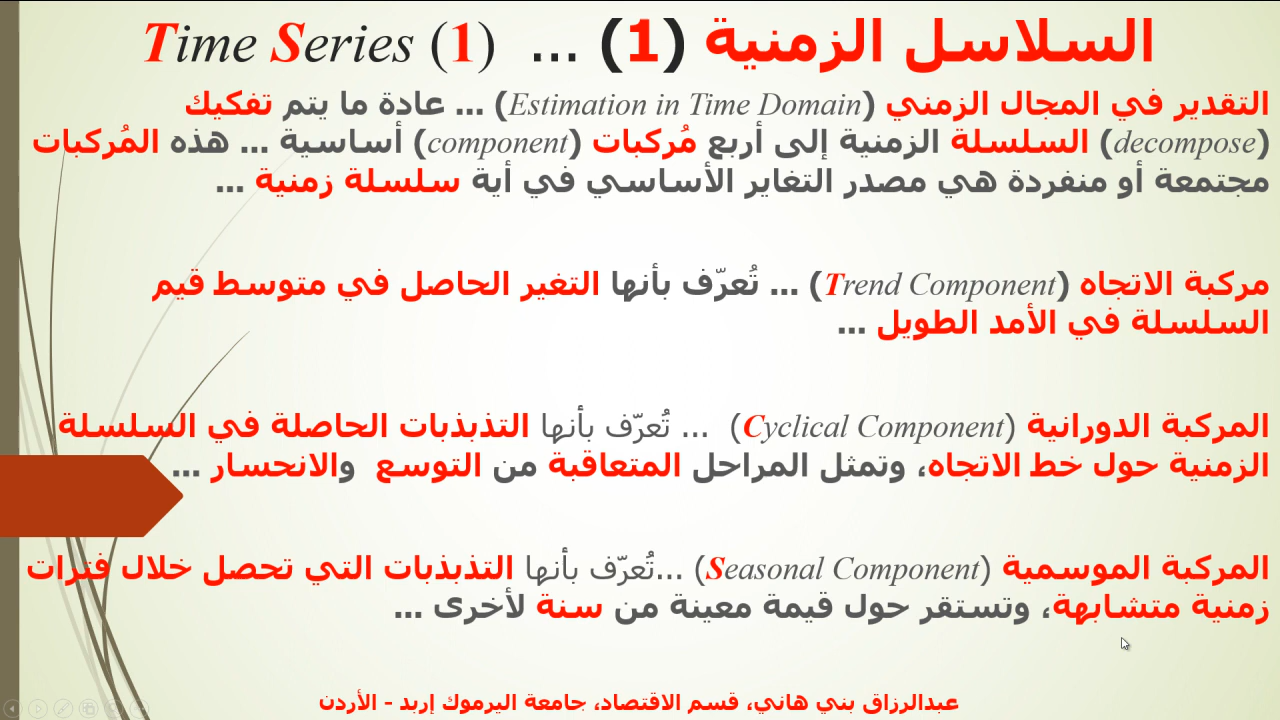 السلاسل الزمنية (1) ... Time Series (1)
التقدير في المجال الزمني (Estimation in Time Domain) ... عادة ما يتم تفكيك
(decompose) السلسلة الزمنية إلى أربع مُركبات (component) أساسية ... هذه المُركبات
مجتمعة أو منفردة هي مصدر التغاير الأساسي في أية سلسلة زمنية ...
مركبة الاتجاه (Trend Component) ... تُعرّف بأنها التغير الحاصل في متوسط قيم
السلسلة في الأمد الطويل ...
المركبة الدورانية (Cyclical Component) ... تُعرّف بأنها التذبذبات الحاصلة في السلسلة
الزمنية حول خط الاتجاه، وتمثل المراحل المتعاقبة من التوسع والانحسار ...
المركبة الموسمية (Seasonal Component) ...تُعرّف بأنها التذبذبات التي تحصل خلال فترات
زمنية متشابهة، وتستقر حول قيمة معينة من سنة لأخرى ...
عبدالرزاق بني هاني، قسم الاقتصاد، جامعة اليرموك إربد - الأردن